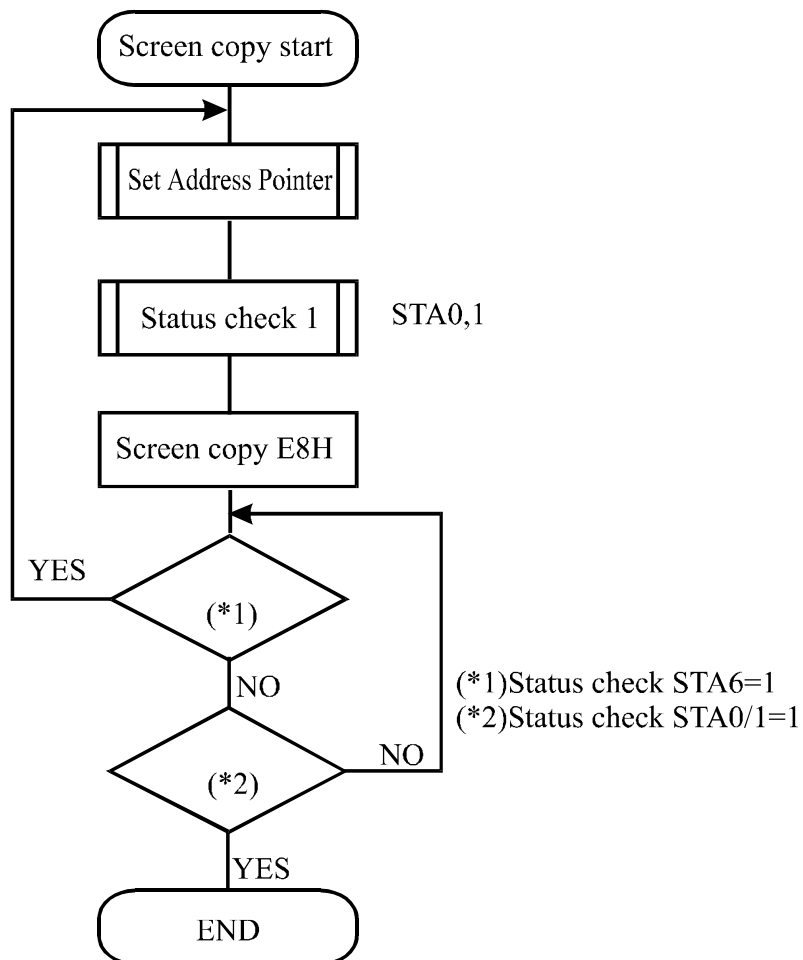 Screen copy start
Set Address Pointer
Status check 1
STA0,1
Screen copy E8H
YES
(*1)
NO
(*1)Status check STA6=1
(*2)Status check STA0/1=1
NO
(*2)
YES
END